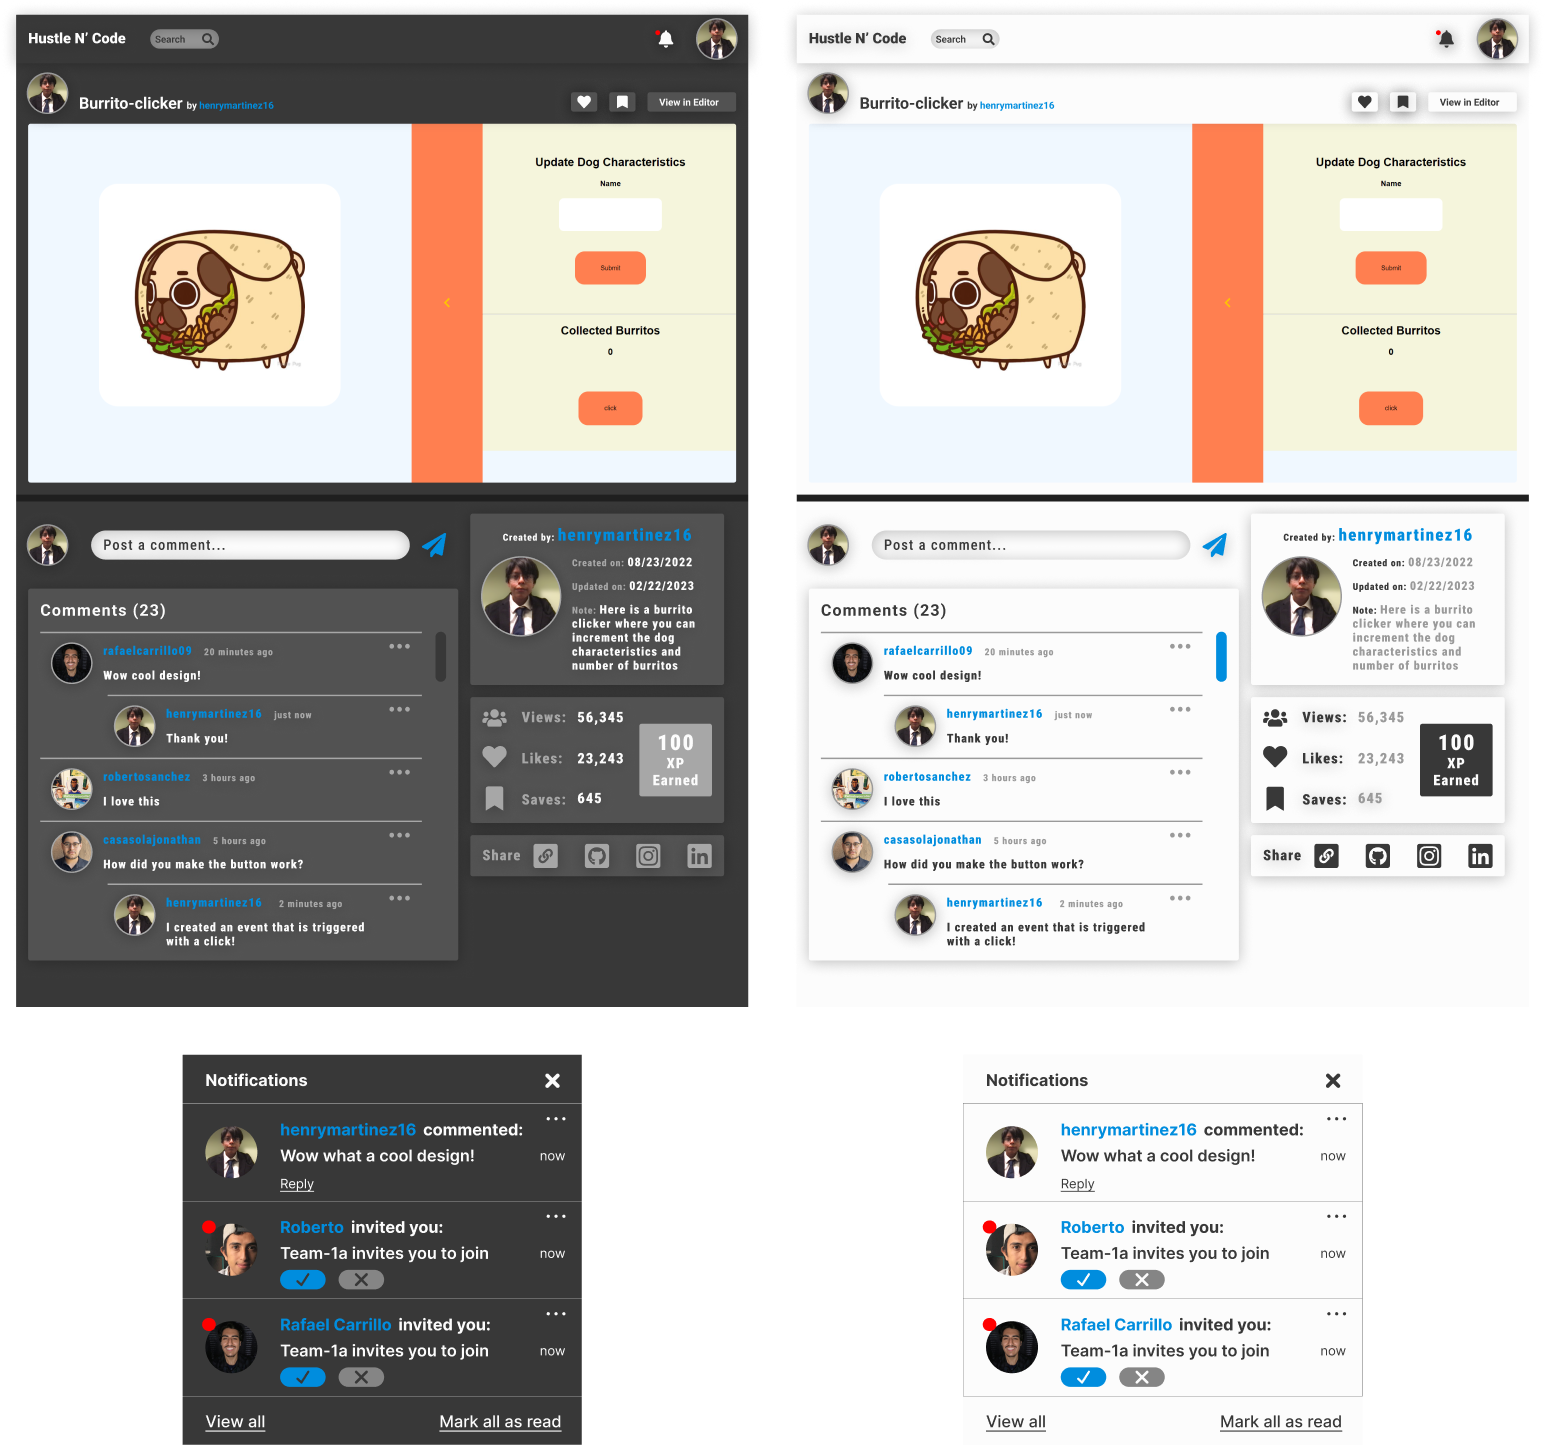 Hustle N' Code
Search
Burrito-clicker by henrymartinez16
View in Editor
Update Dog Characteristics
Name
Submit
Collected Burritos
0
click
Post a comment...
Comments (23)
rafaelcarrillo09 20 minutes ago
Wow cool design!
henrymartinez16 just now
Thank you!
robertosanchez 3 hours ago
I love this
casasolajonathan 5 hours ago
How did you make the button work?
henrymartinez16 2 minutes ago
I created an event that is triggered
with a click!
Created by: henrymartinez16
Created on: 08/23/2022
Updated on: 02/22/2023
Note: Here is a burrito
clicker where you can
increment the dog
characteristics and
number of burritos
Views: 56,345
Likes: 23,243
Saves: 645
100
XP
Earned
Share
Notifications
henrymartinez16 commented:
Wow what a cool design!
now
Reply
Roberto invited you:
Team-1a invites you to join
now
Rafael Carrillo invited you:
Team-1a invites you to join
now
View all
Mark all as read
Hustle N' Code
Search
Burrito-clicker by henrymartinez16
View in Editor
Update Dog Characteristics
Name
Submit
Collected Burritos
0
click
Post a comment...
Comments (23)
rafaelcarrillo09 20 minutes ago
Wow cool design!
henrymartinez16 just now
Thank you!
robertosanchez 3 hours ago
I love this
casasolajonathan 5 hours ago
How did you make the button work?
henrymartinez16 2 minutes ago
I created an event that is triggered
with a click!
Created by: henrymartinez16
Created on: 08/23/2022
Updated on: 02/22/2023
Note: Here is a burrito
clicker where you can
increment the dog
characteristics and
number of burritos
Views: 56,345
Likes: 23,243
Saves: 645
100
XP
Earned
Share
Notifications
henrymartinez16 commented:
Wow what a cool design!
now
Reply
Roberto invited you:
Team-1a invites you to join
now
Rafael Carrillo invited you:
Team-1a invites you to join
now
View all
Mark all as read